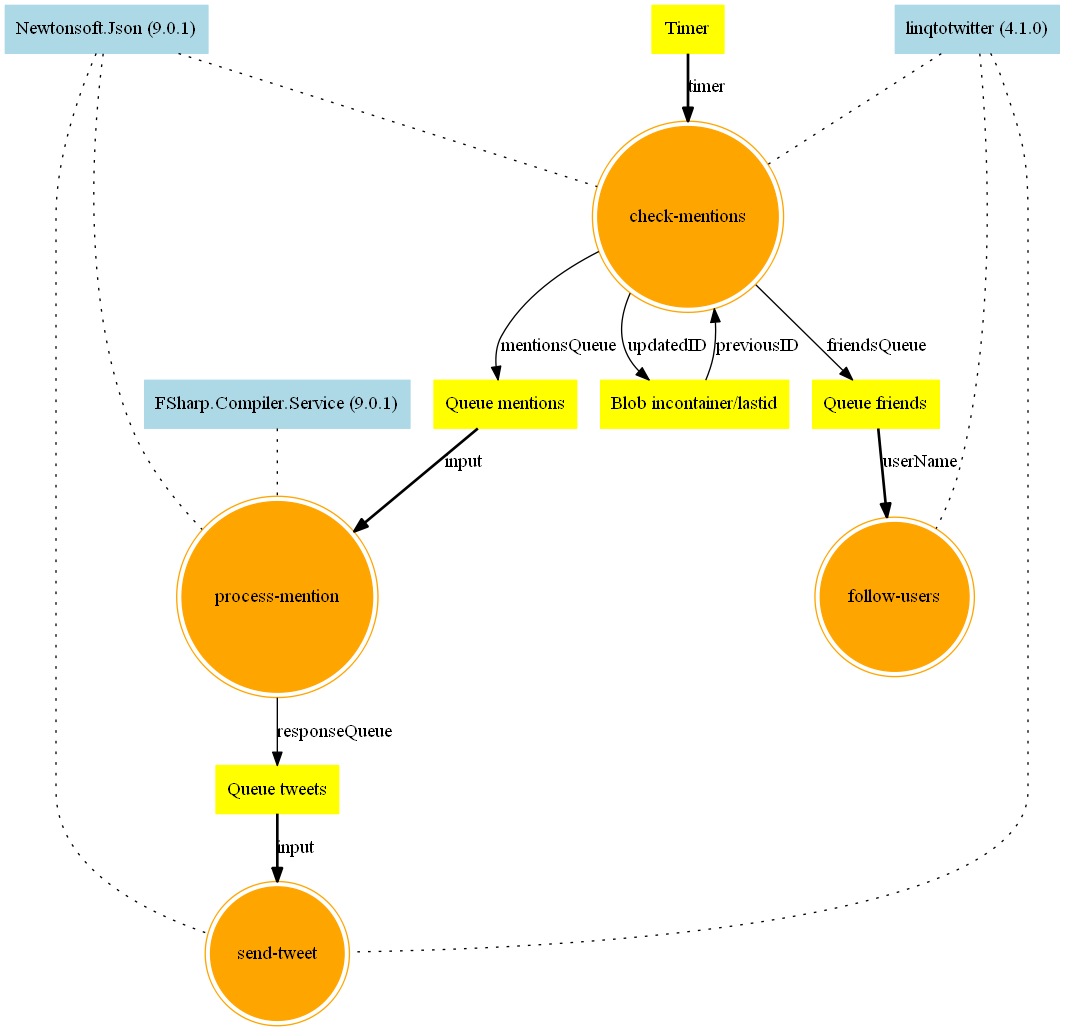 Newtonsoft.Json (9.0.1)
Timer
linqtotwitter (4.1.0)
timer
check-mentions
mentionsQueue
updatedID
previousID
friendsQueue
FSharp.Compiler.Service (9.0.1)
Queue mentions
Blob incontainer/lastid
Queue friends
input
userName
process-mention
follow-users
responseQueue
Queue tweets
input
send-tweet